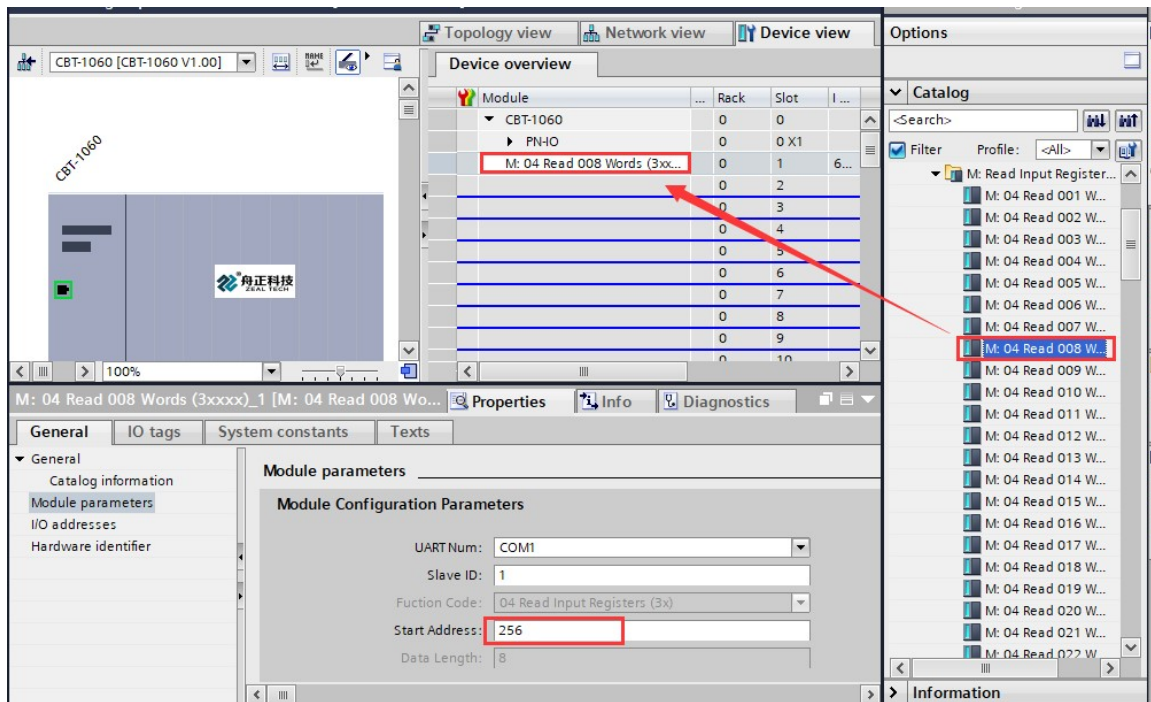 Topology view
Network view
Device view
Options
CBT-1060 [CBT-1060 V1.00]
Device overview
Module
...
Rack
Slot
I ...
CBT-1060
0
0
PN-IO
0
0 X1
M: 04 Read 008 Words (3xx...
0
1
6...
0
2
0
3
0
4
0
5
0
6
0
7
0
8
0
9
0
10
CBT-1060
舟正科技
ZEAL TECH
100%
Catalog
<Search>
Filter
Profile:
<All>
M: Read Input Register...
M: 04 Read 001 W...
M: 04 Read 002 W...
M: 04 Read 003 W...
M: 04 Read 004 W...
M: 04 Read 005 W...
M: 04 Read 006 W...
M: 04 Read 007 W...
M: 04 Read 008 W...
M: 04 Read 009 W...
M: 04 Read 010 W...
M: 04 Read 011 W...
M: 04 Read 012 W...
M: 04 Read 013 W...
M: 04 Read 014 W...
M: 04 Read 015 W...
M: 04 Read 016 W...
M: 04 Read 017 W...
M: 04 Read 018 W...
M: 04 Read 019 W...
M: 04 Read 020 W...
M: 04 Read 021 W...
M: 04 Read 022 W
Information
M: 04 Read 008 Words (3xxxx)_1 [M: 04 Read 008 Wo...
Properties
Info
Diagnostics
General
IO tags
System constants
Texts
General
Catalog information
Module parameters
I/O addresses
Hardware identifier
Module parameters
Module Configuration Parameters
UART Num:
COM1
Slave ID:
1
Fuction Code:
04 Read Input Registers (3x)
Start Address:
256
Data Length:
8